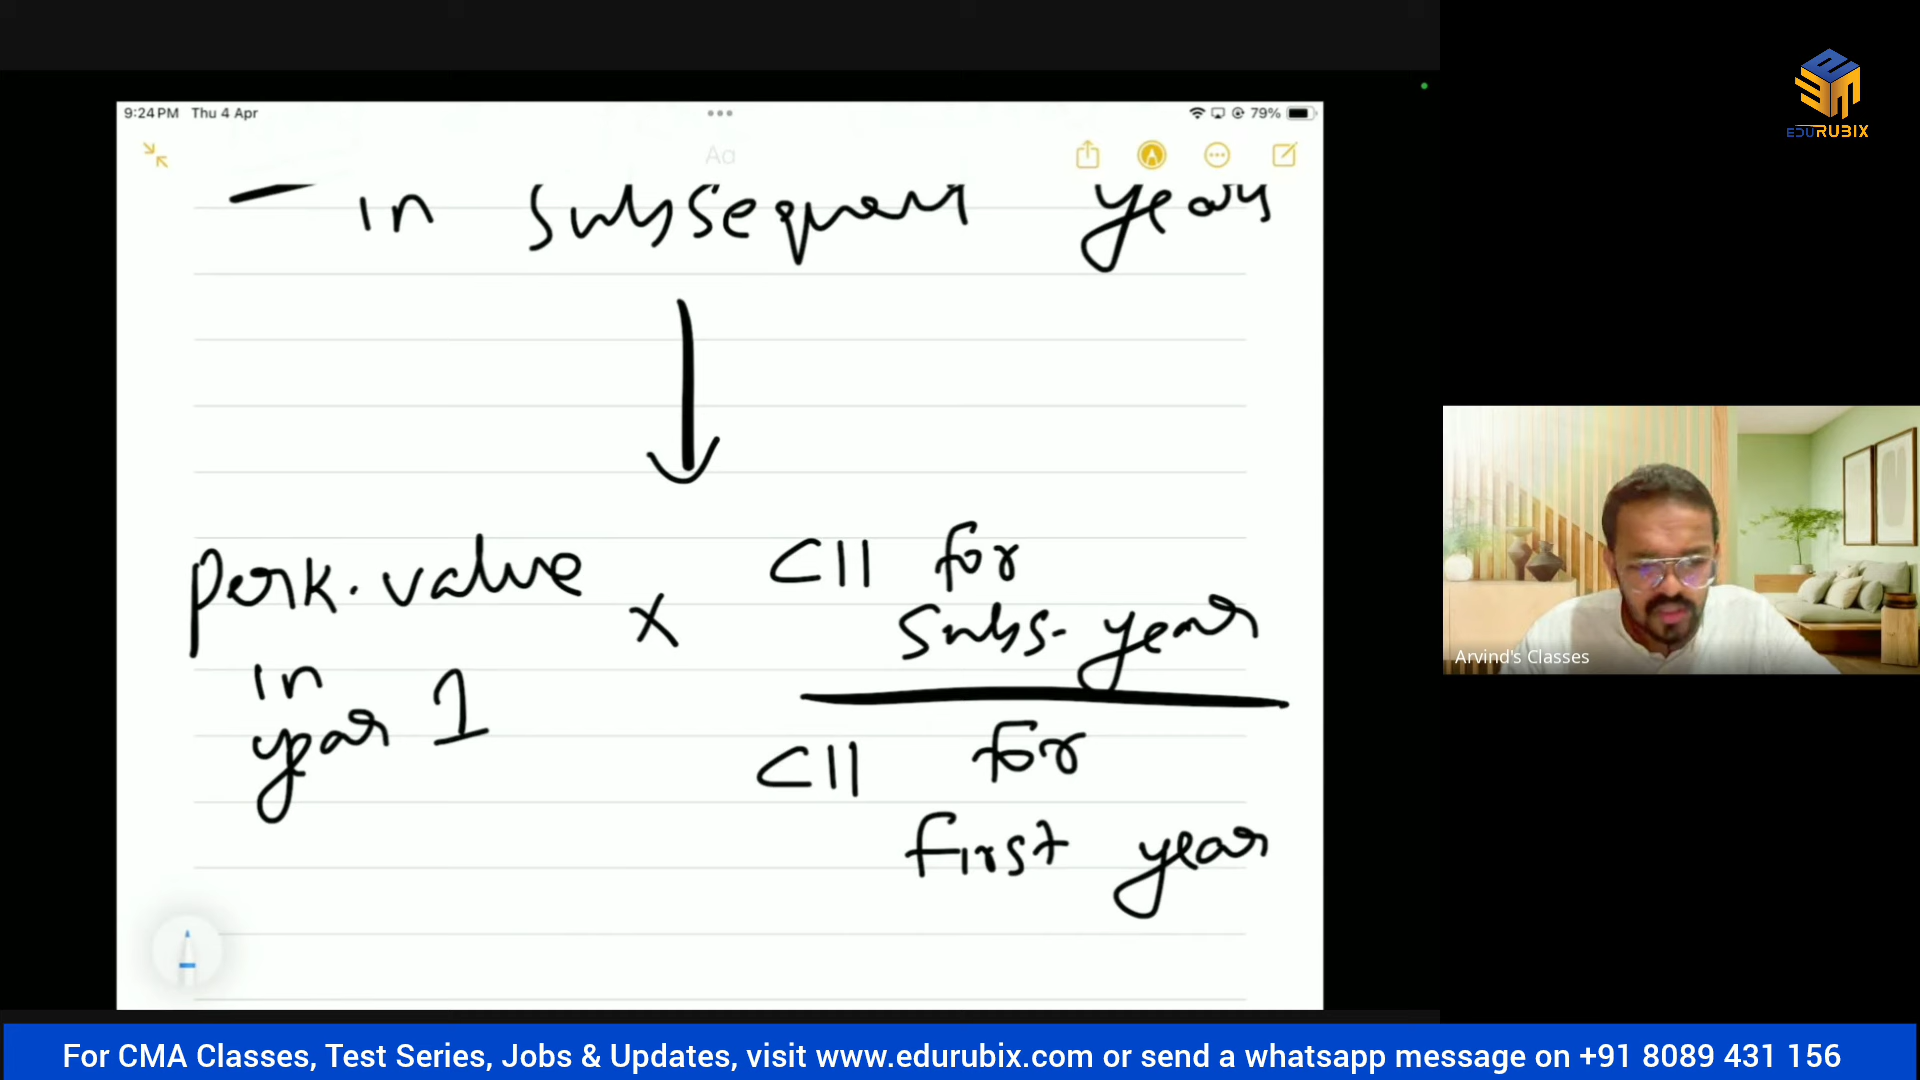 9:24 PM Thu 4 Apr
79%
Aa
EDURUBIX
– in subsequent years
perk. value
in
year 1
x
CII for
subs. year
CII for
first year
Arvind's Classes
For CMA Classes, Test Series, Jobs & Updates, visit www.edurubix.com or send a whatsapp message on +91 8089 431 156